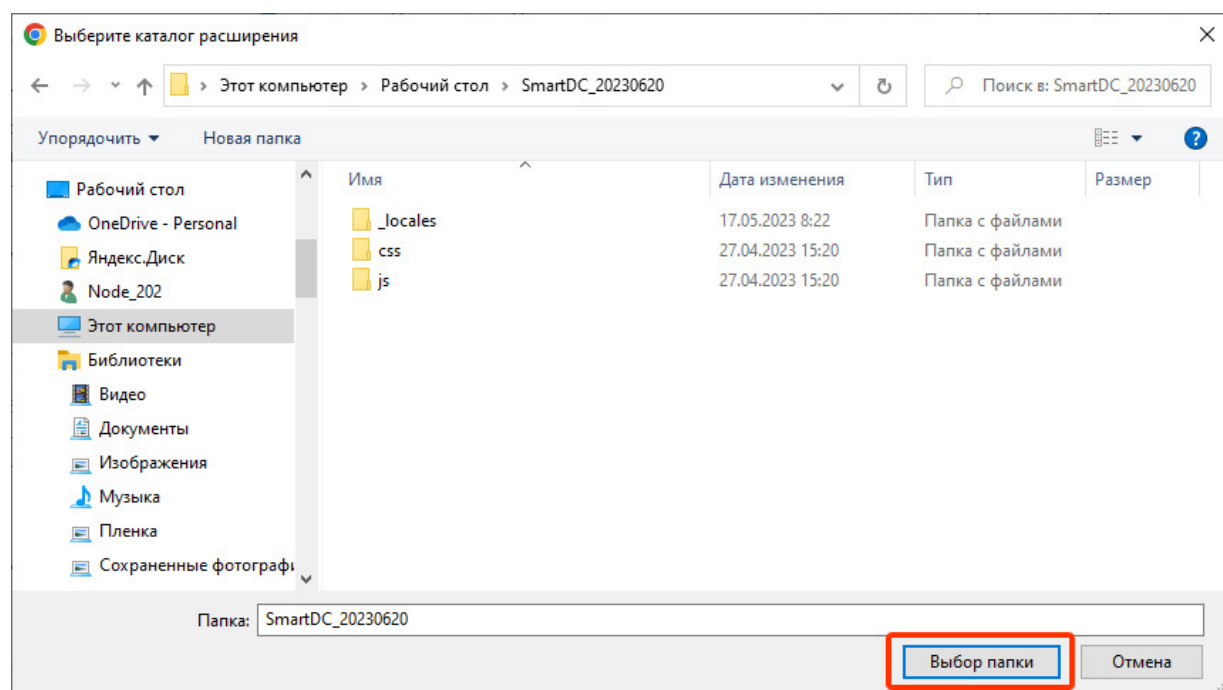 Выберите каталог расширения
Этот компьютер › Рабочий стол › SmartDC_20230620
Поиск в: SmartDC_20230620
Упорядочить
Новая папка
Имя
Дата изменения
Тип
Размер
Рабочий стол
OneDrive - Personal
Яндекс.Диск
Node_202
Этот компьютер
Библиотеки
Видео
Документы
Изображения
Музыка
Пленка
Сохраненные фотографи
_locales 17.05.2023 8:22 Папка с файлами
css 27.04.2023 15:20 Папка с файлами
js 27.04.2023 15:20 Папка с файлами
Папка: SmartDC_20230620
Выбор папки
Отмена